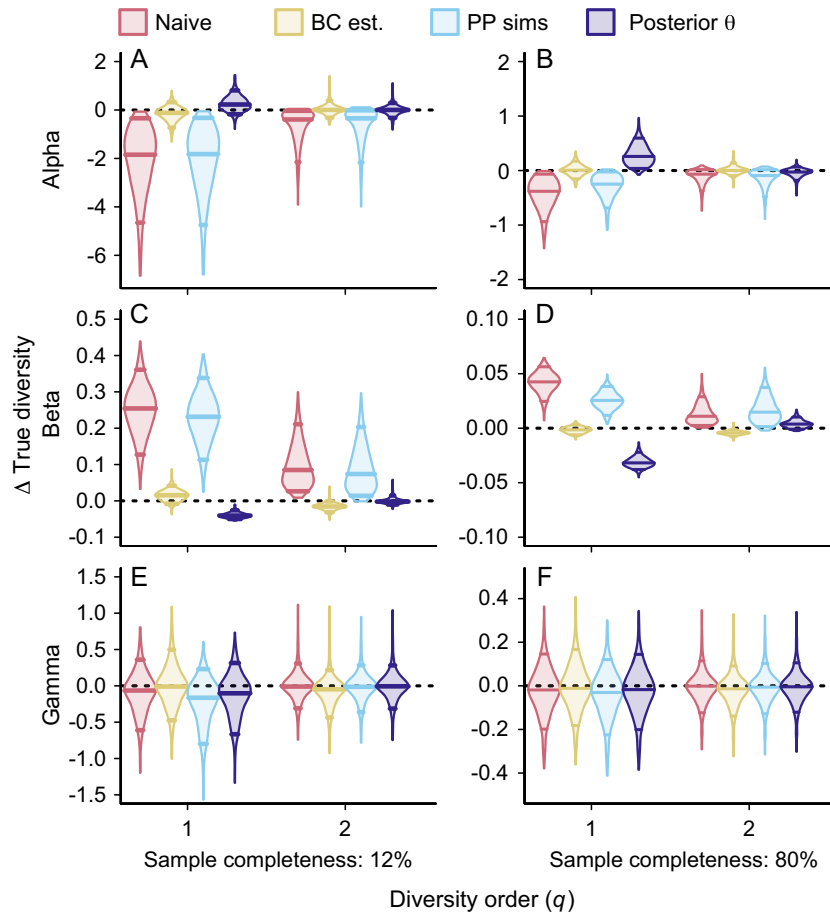 Naive BC est. PP sims Posterior θ
A B
2 2
0 1
-2 0
-4 -1
-6 -2
Alpha
C D
0.5 0.10
0.4 0.05
0.3 0.00
0.2 -0.05
0.1 -0.10
0.0
-0.1
Δ True diversity
Beta
E F
1.5 0.4
1.0 0.2
0.5 0.0
0.0 -0.2
-0.5 -0.4
-1.0
-1.5
Gamma
1 2 1 2
Sample completeness: 12% Sample completeness: 80%
Diversity order (q)